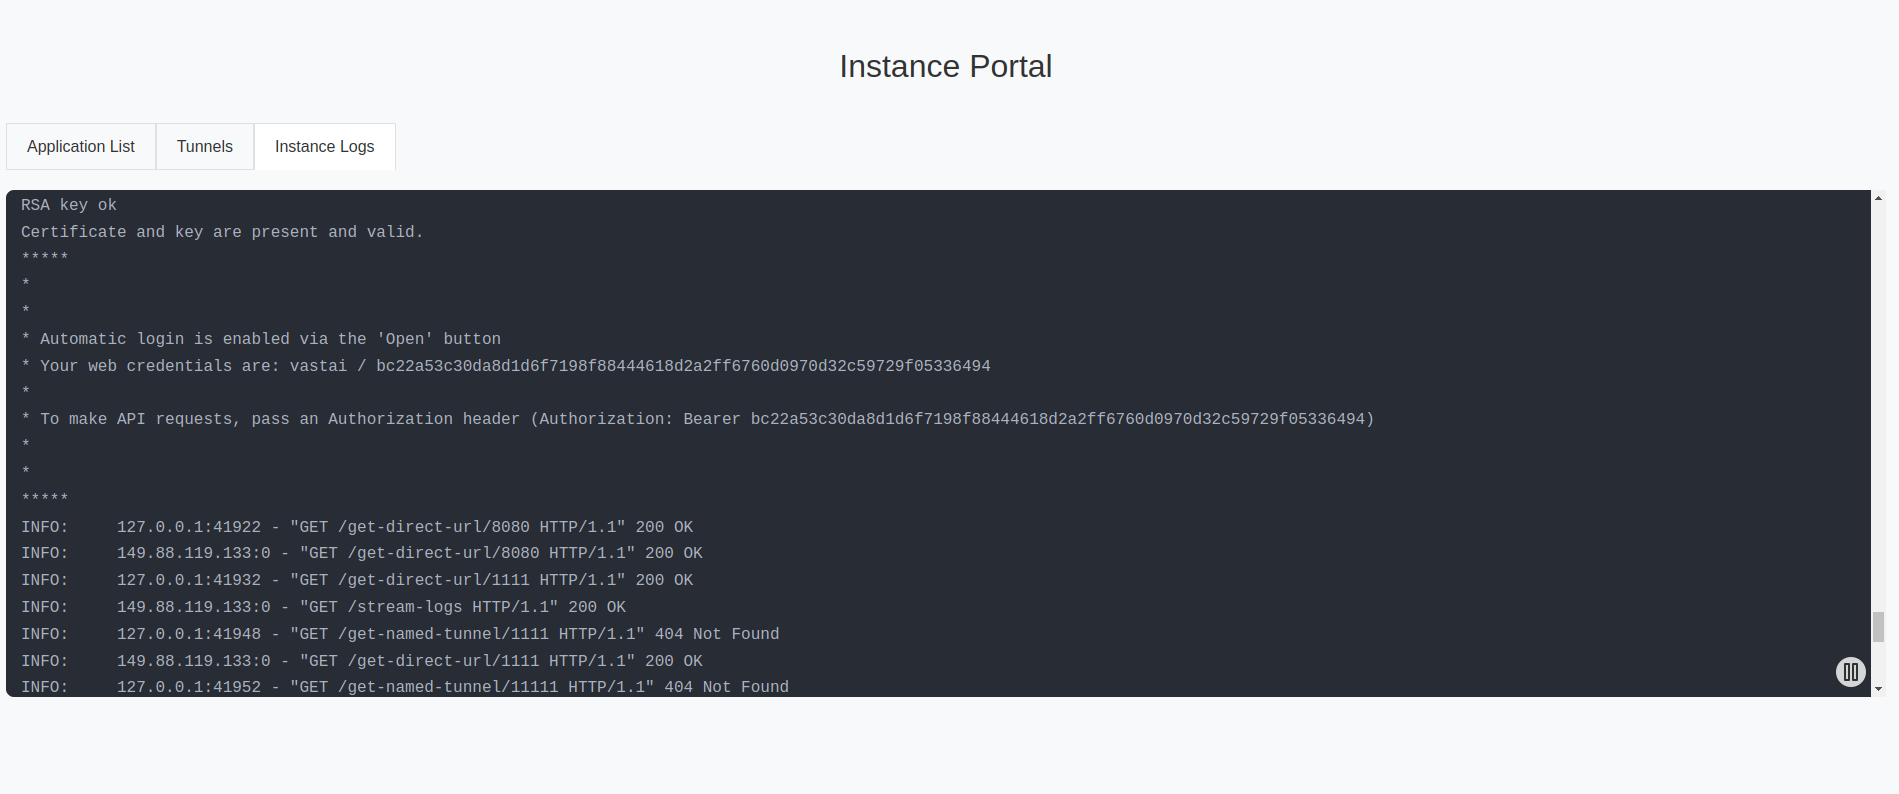 Instance Portal
Application List
Tunnels
Instance Logs
RSA key ok
Certificate and key are present and valid.
*****
*
*
* Automatic login is enabled via the 'Open' button
* Your web credentials are: vastai / bc22a53c30da8d1d6f7198f88444618d2a2ff6760d0970d32c59729f05336494
*
* To make API requests, pass an Authorization header (Authorization: Bearer bc22a53c30da8d1d6f7198f88444618d2a2ff6760d0970d32c59729f05336494)
*
*
*****
INFO:     127.0.0.1:41922 - "GET /get-direct-url/8080 HTTP/1.1" 200 OK
INFO:     149.88.119.133:0 - "GET /get-direct-url/8080 HTTP/1.1" 200 OK
INFO:     127.0.0.1:41932 - "GET /get-direct-url/1111 HTTP/1.1" 200 OK
INFO:     149.88.119.133:0 - "GET /stream-logs HTTP/1.1" 200 OK
INFO:     127.0.0.1:41948 - "GET /get-named-tunnel/1111 HTTP/1.1" 404 Not Found
INFO:     149.88.119.133:0 - "GET /get-direct-url/1111 HTTP/1.1" 200 OK
INFO:     127.0.0.1:41952 - "GET /get-named-tunnel/11111 HTTP/1.1" 404 Not Found